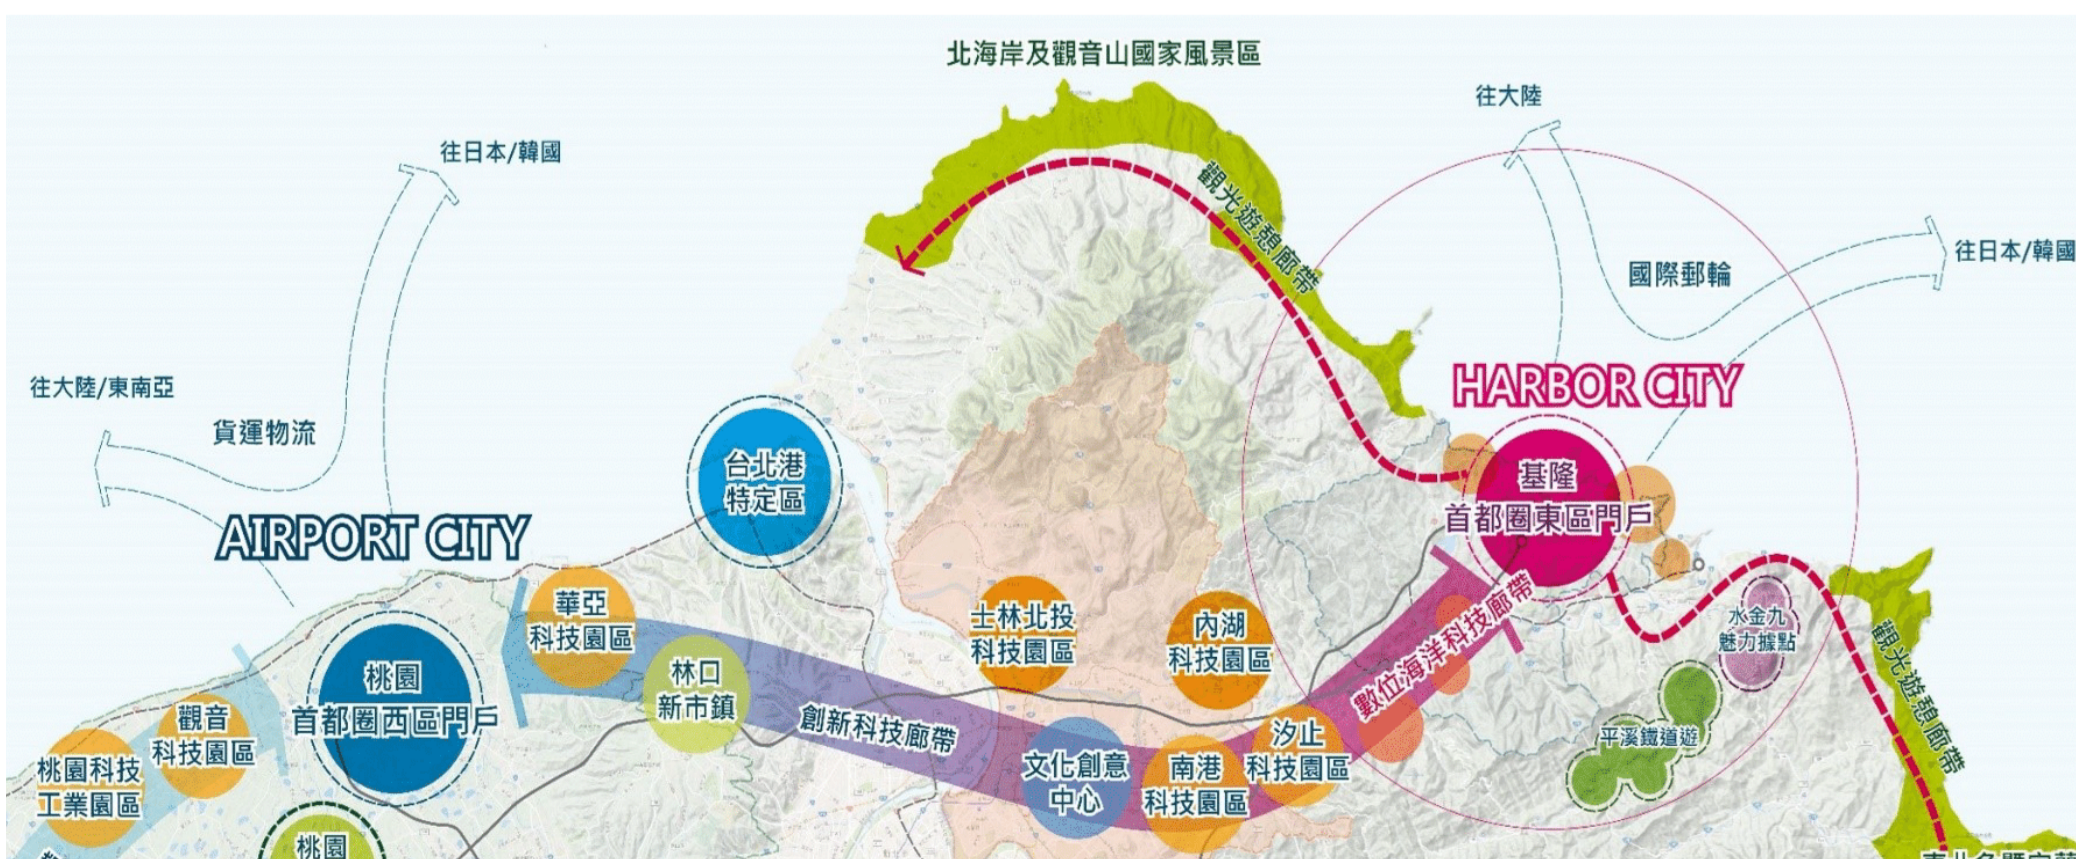 北海岸及觀音山國家風景區
往大陸
往日本/韓國
觀光遊憩廊帶
往日本/韓國
國際郵輪
往大陸/東南亞
貨運物流
HARBOR CITY
台北港
特定區
基隆
首都圈東區門戶
AIRPORT CITY
華亞
科技園區
士林北投
科技園區
內湖
科技園區
數位海洋科技廊帶
水金九
魅力據點
觀光遊憩廊帶
桃園
首都圈西區門戶
林口
新市鎮
觀音
科技園區
創新科技廊帶
汐止
科技園區
平溪鐵道遊
桃園科技
工業園區
文化創意
中心
南港
科技園區
桃園